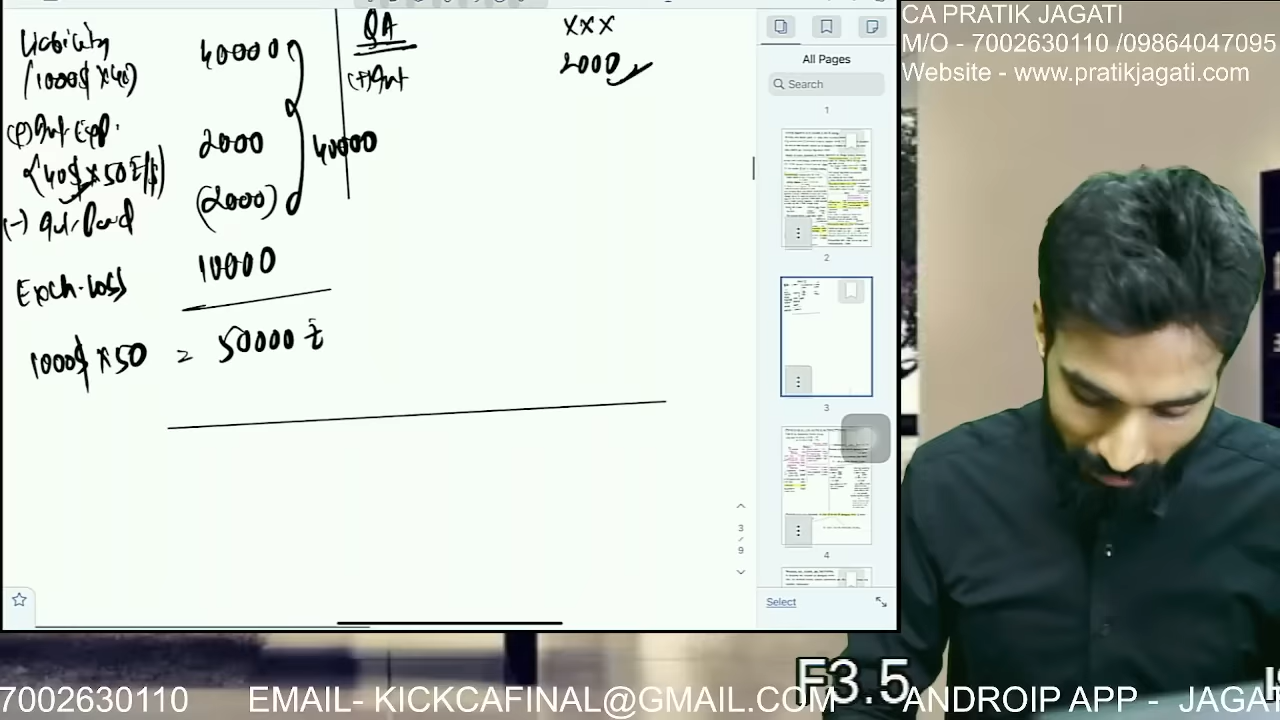 Liability
(1000$ x 40)
40000
(+) Int Exp.
(40$ x 50
2000
(-) Int. Paid
(2000)
40000
Exch. Loss
10000
1000$ x 50 = 50000 ₹
QA
XXX
(+) Int
2000
All Pages
Search
1
2
3
4
3
/
9
Select
CA PRATIK JAGATI
M/O - 7002630110 /09864047095
Website - www.pratikjagati.com
F3.5
7002630110 EMAIL- KICKCAFINAL@GMAIL.COM ANDROIP APP - JAGAT